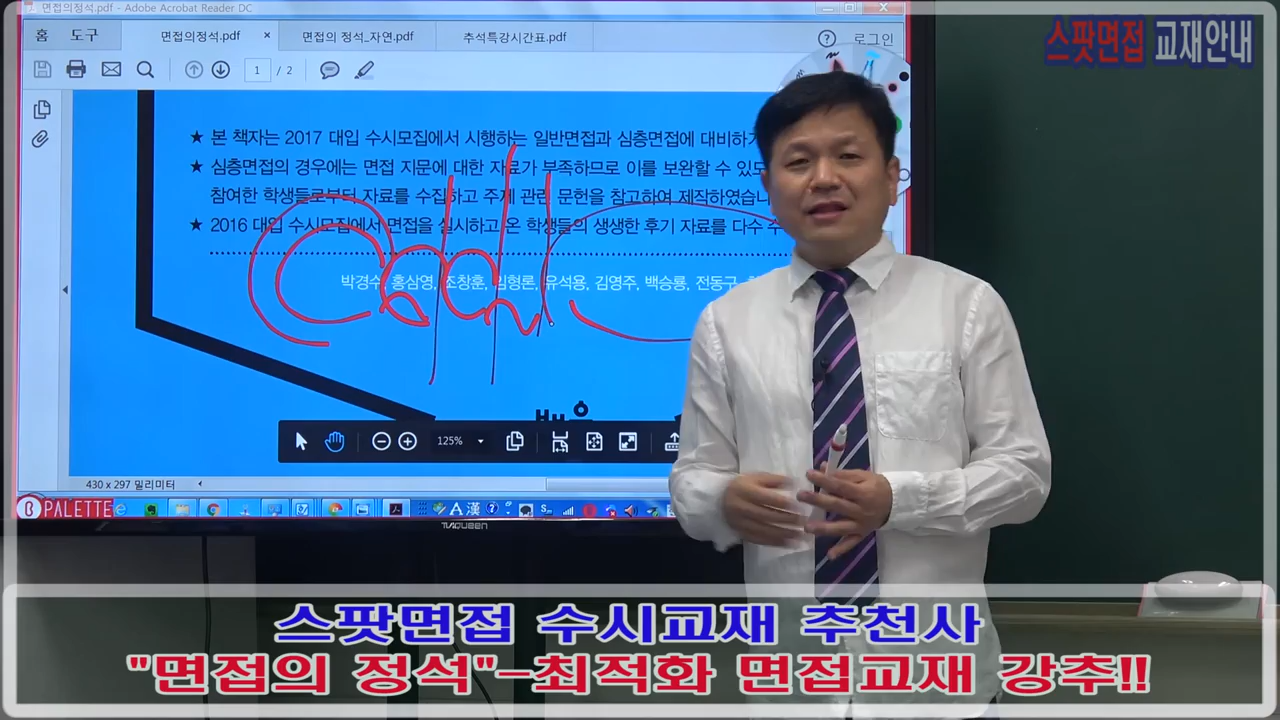 면접의정석.pdf - Adobe Acrobat Reader DC
스팟면접 교재안내
홈 도구 면접의정석.pdf × 면접의 정석_자연.pdf 추석특강시간표.pdf ? 로그인
1 / 2
★ 본 책자는 2017 대입 수시모집에서 시행하는 일반면접과 심층면접에 대비하기
★ 심층면접의 경우에는 면접 지문에 대한 자료가 부족하므로 이를 보완할 수 있도
참여한 학생들로부터 자료를 수집하고 주제 관련 문헌을 참고하여 제작하였습니
★ 2016 대입 수시모집에서 면접을 실시하고 온 학생들의 생생한 후기 자료를 다수 수
박경수, 홍삼영, 조창훈, 김형론, 유석용, 김영주, 백승룡, 전동구,
125%
430 x 297 밀리미터
PALETTE A 漢
스팟면접 수시교재 추천사
"면접의 정석"-최적화 면접교재 강추!!